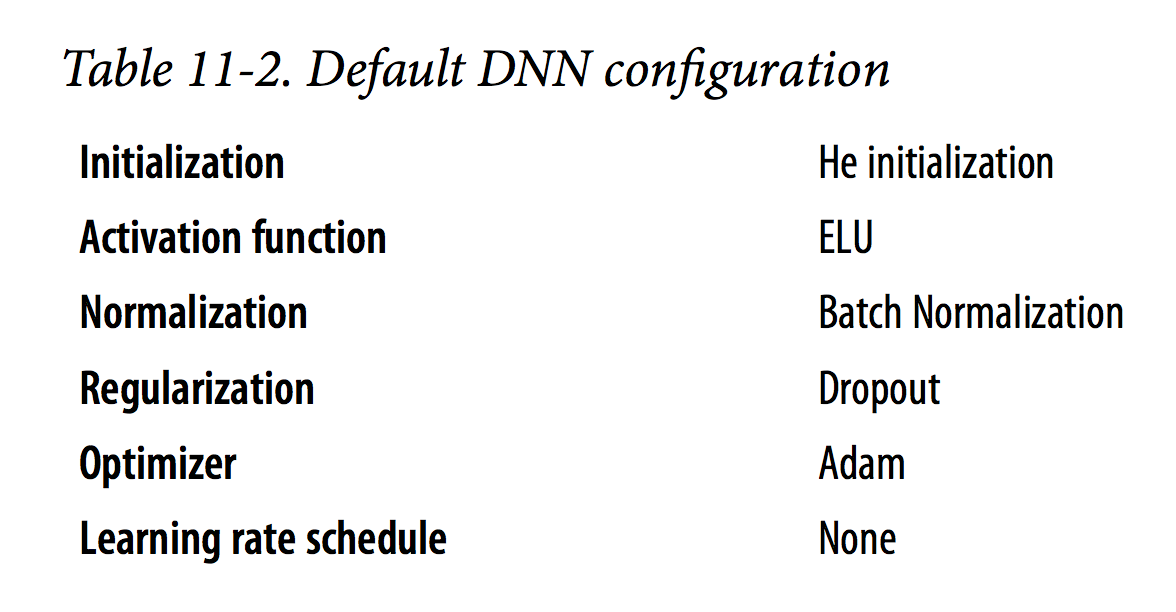 Table 11-2. Default DNN configuration
Initialization He initialization
Activation function ELU
Normalization Batch Normalization
Regularization Dropout
Optimizer Adam
Learning rate schedule None